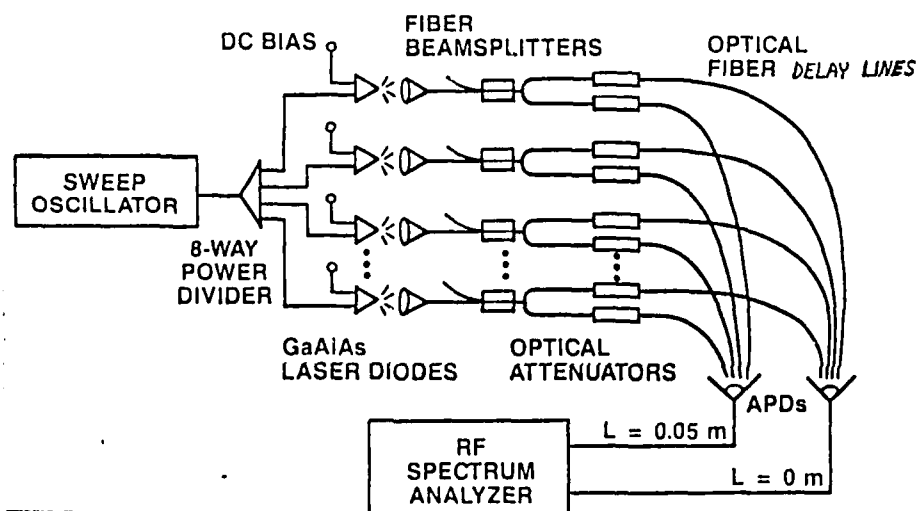 DC BIAS
FIBER
BEAMSPLITTERS
OPTICAL
FIBER DELAY LINES
SWEEP
OSCILLATOR
8-WAY
POWER
DIVIDER
GaAlAs
LASER DIODES
OPTICAL
ATTENUATORS
APDs
L = 0.05 m
L = 0 m
RF
SPECTRUM
ANALYZER